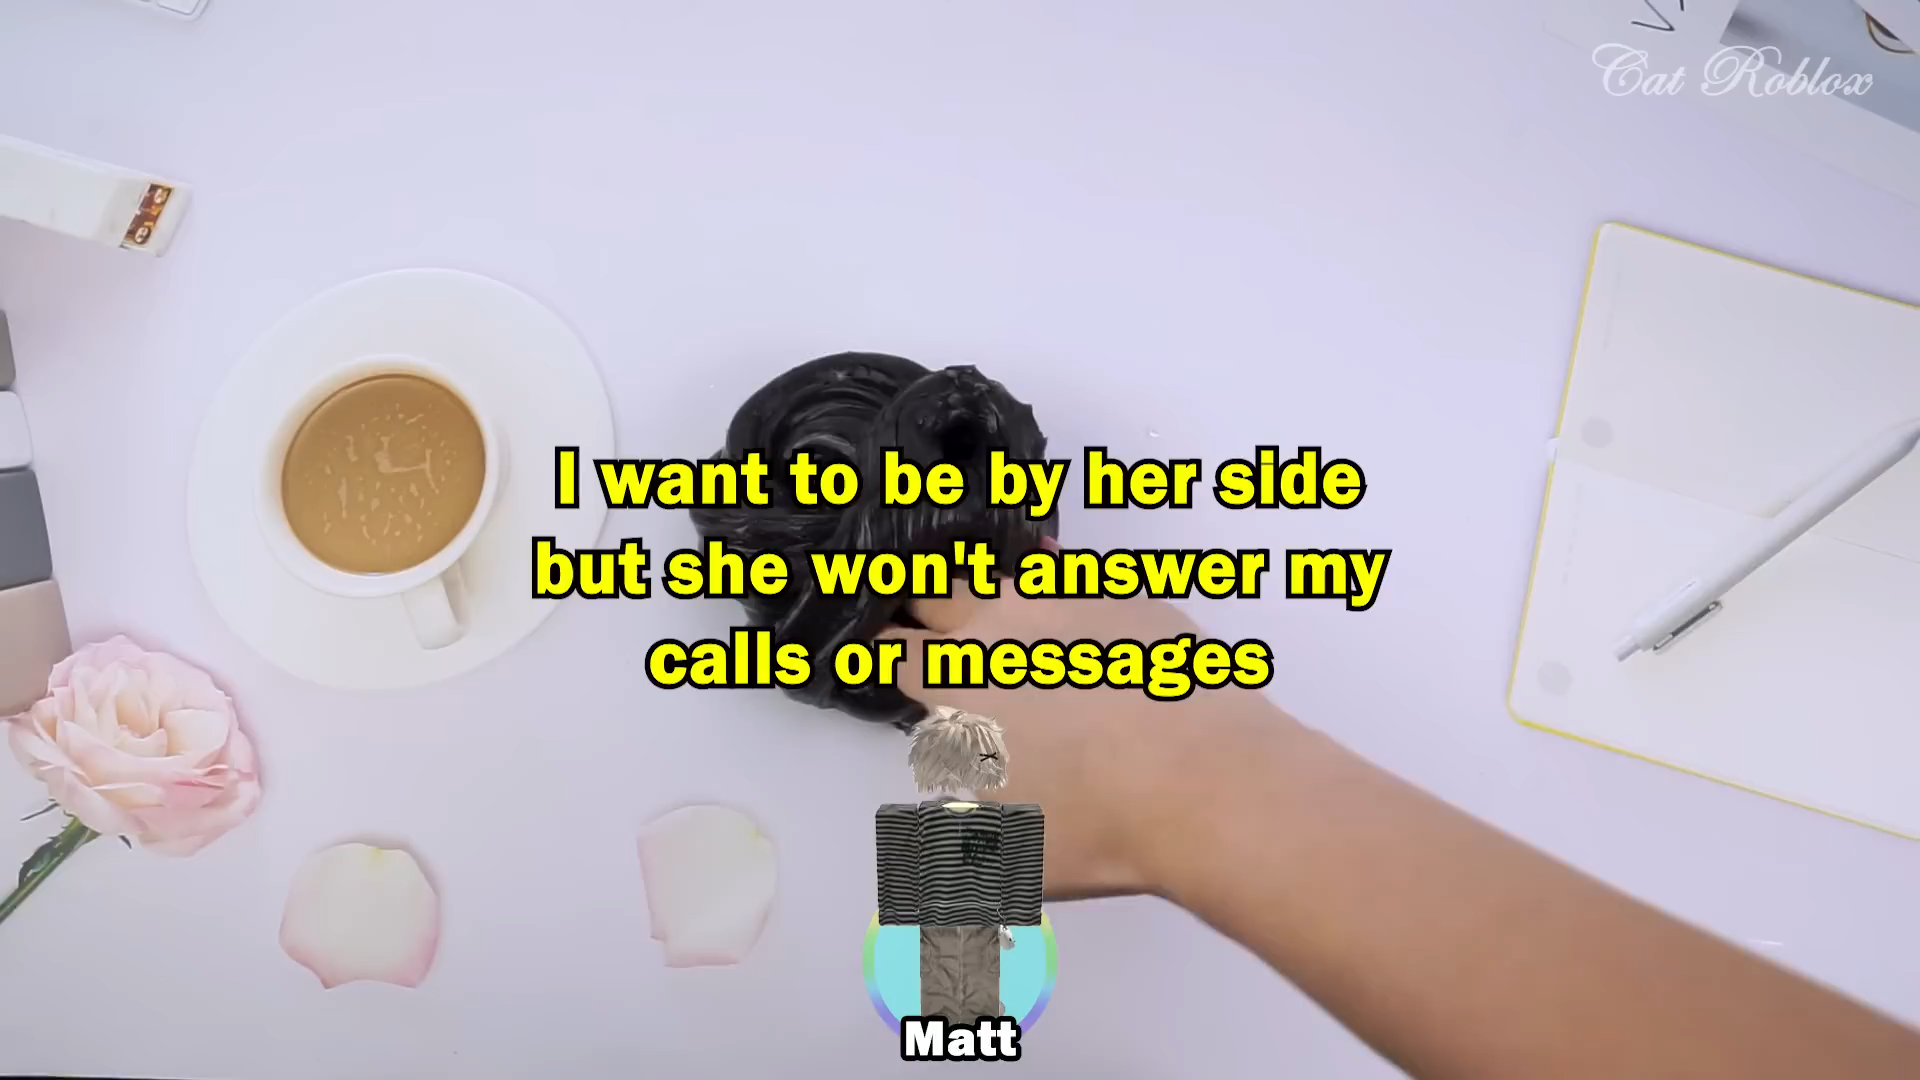 Cat Roblox
I want to be by her side
but she won't answer my
calls or messages
Matt